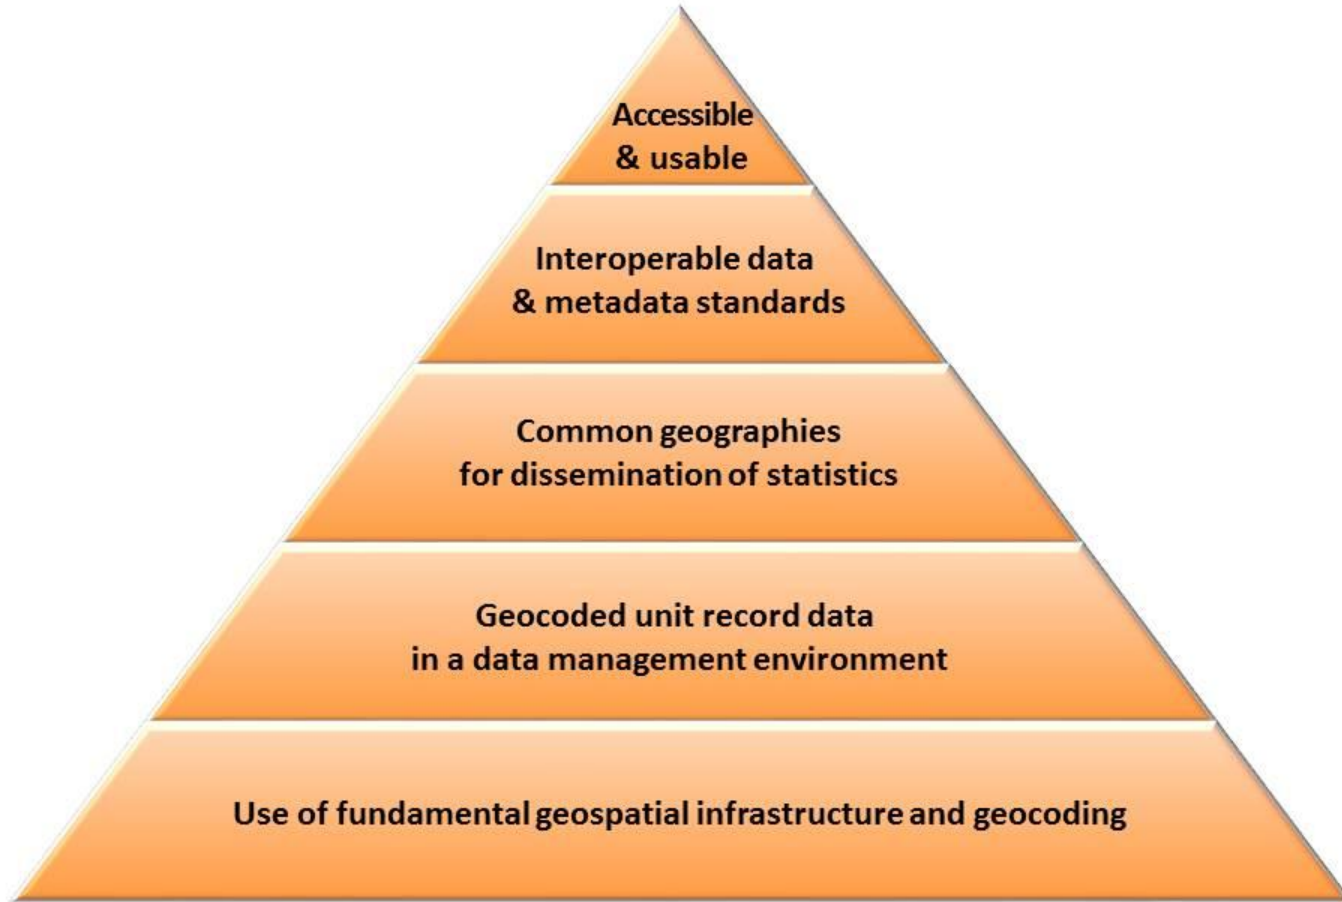 Accessible
& usable
Interoperable data
& metadata standards
Common geographies
for dissemination of statistics
Geocoded unit record data
in a data management environment
Use of fundamental geospatial infrastructure and geocoding